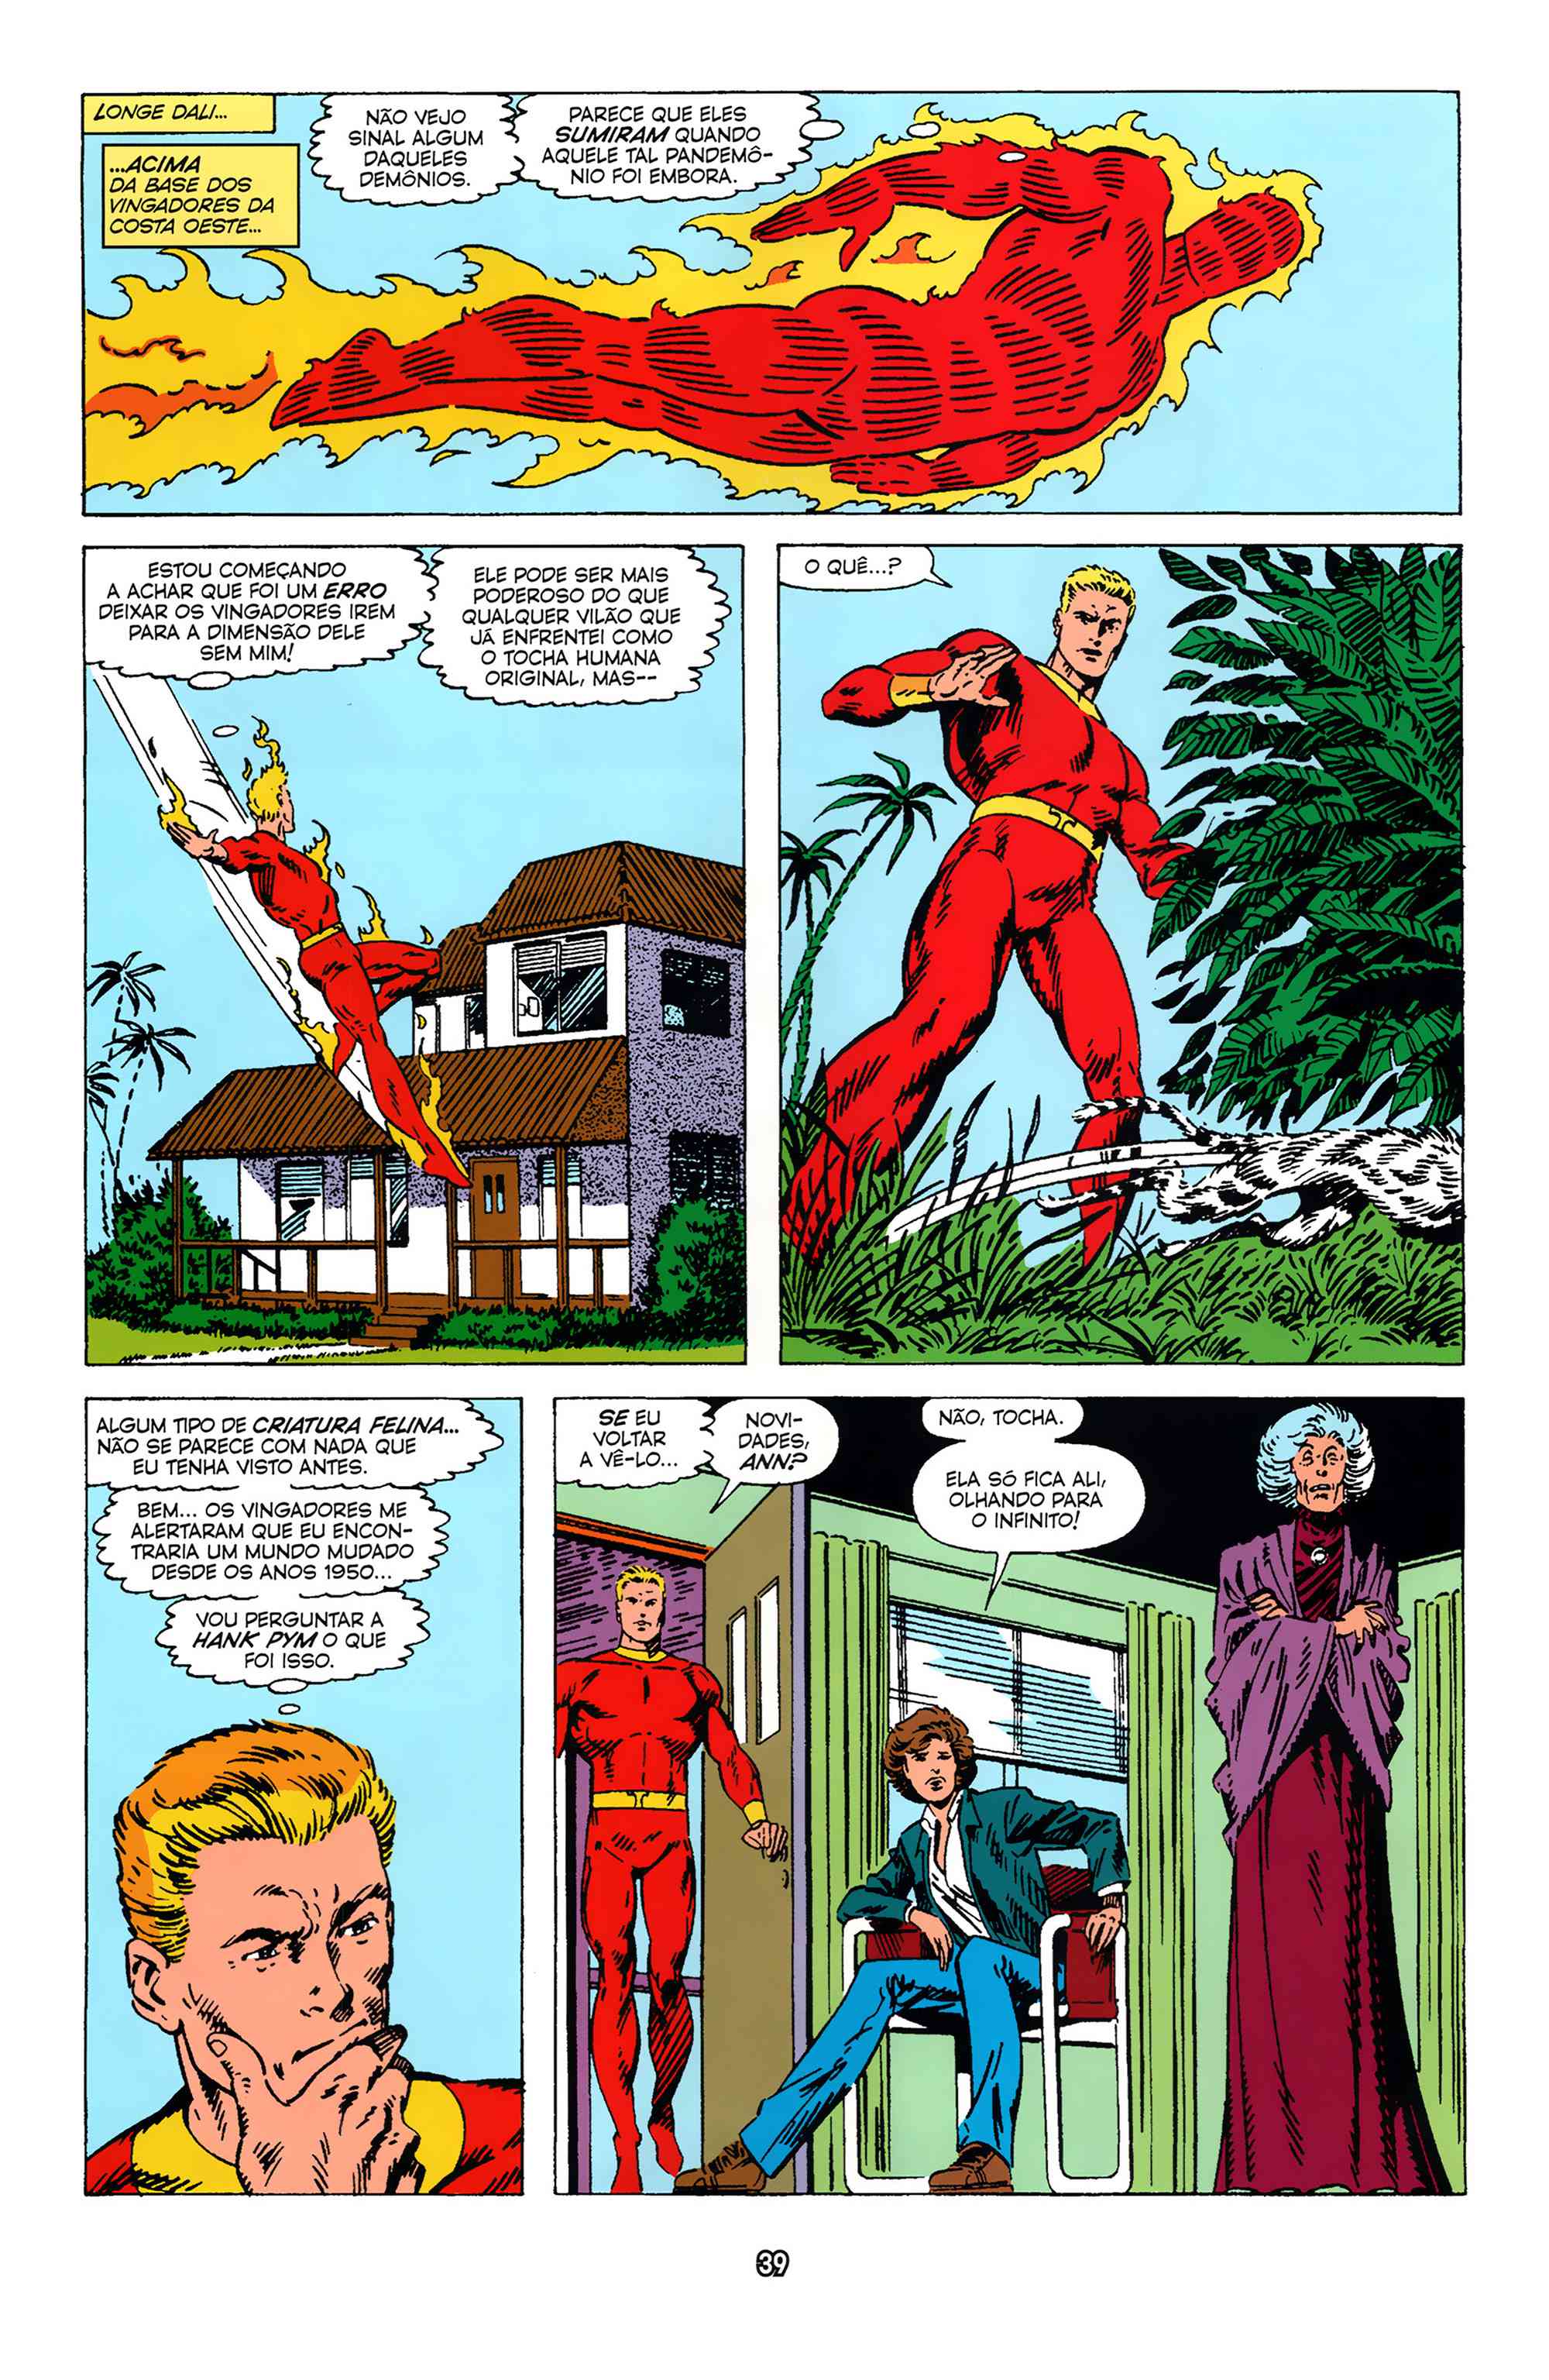 LONGE DALI...
...ACIMA
DA BASE DOS
VINGADORES DA
COSTA OESTE...
NÃO VEJO
SINAL ALGUM
DAQUELES
DEMÔNIOS.
PARECE QUE ELES
SUMIRAM QUANDO
AQUELE TAL PANDEMÔ-
NIO FOI EMBORA.
ESTOU COMEÇANDO
A ACHAR QUE FOI UM ERRO
DEIXAR OS VINGADORES IREM
PARA A DIMENSÃO DELE
SEM MIM!
ELE PODE SER MAIS
PODEROSO DO QUE
QUALQUER VILÃO QUE
JÁ ENFRENTEI COMO
O TOCHA HUMANA
ORIGINAL, MAS--
O QUÊ...?
ALGUM TIPO DE CRIATURA FELINA...
NÃO SE PARECE COM NADA QUE
EU TENHA VISTO ANTES.
BEM... OS VINGADORES ME
ALERTARAM QUE EU ENCON-
TRARIA UM MUNDO MUDADO
DESDE OS ANOS 1950...
VOU PERGUNTAR A
HANK PYM O QUE
FOI ISSO.
SE EU
VOLTAR
A VÊ-LO...
NOVI-
DADES,
ANN?
NÃO, TOCHA.
ELA SÓ FICA ALI,
OLHANDO PARA
O INFINITO!
39